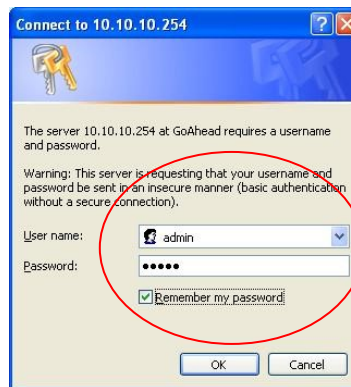 Connect to 10.10.10.254
The server 10.10.10.254 at GoAhead requires a username
and password.
Warning: This server is requesting that your username and
password be sent in an insecure manner (basic authentication
without a secure connection).
User name: admin
Password: •••••
Remember my password
OK Cancel